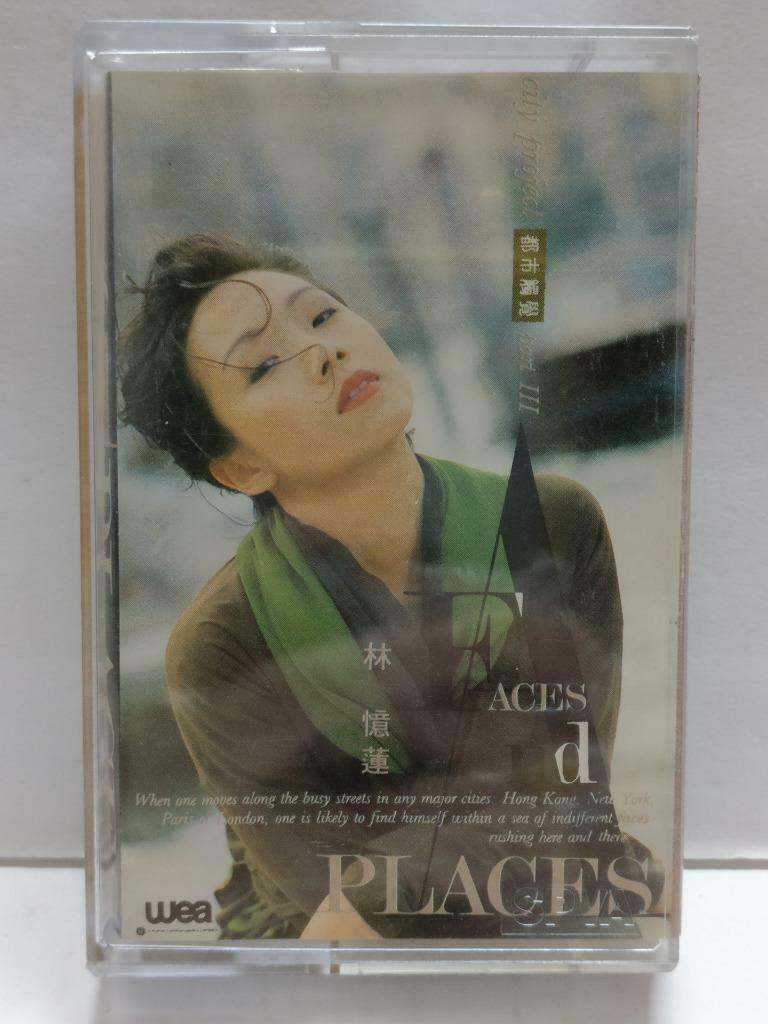 city project 都市觸覺 part III
FACES
And
林憶蓮
When one moves along the busy streets in any major cities. Hong Kong, New York,
Paris or London, one is likely to find himself within a sea of indifferent faces
rushing here and there
PLACES
wea